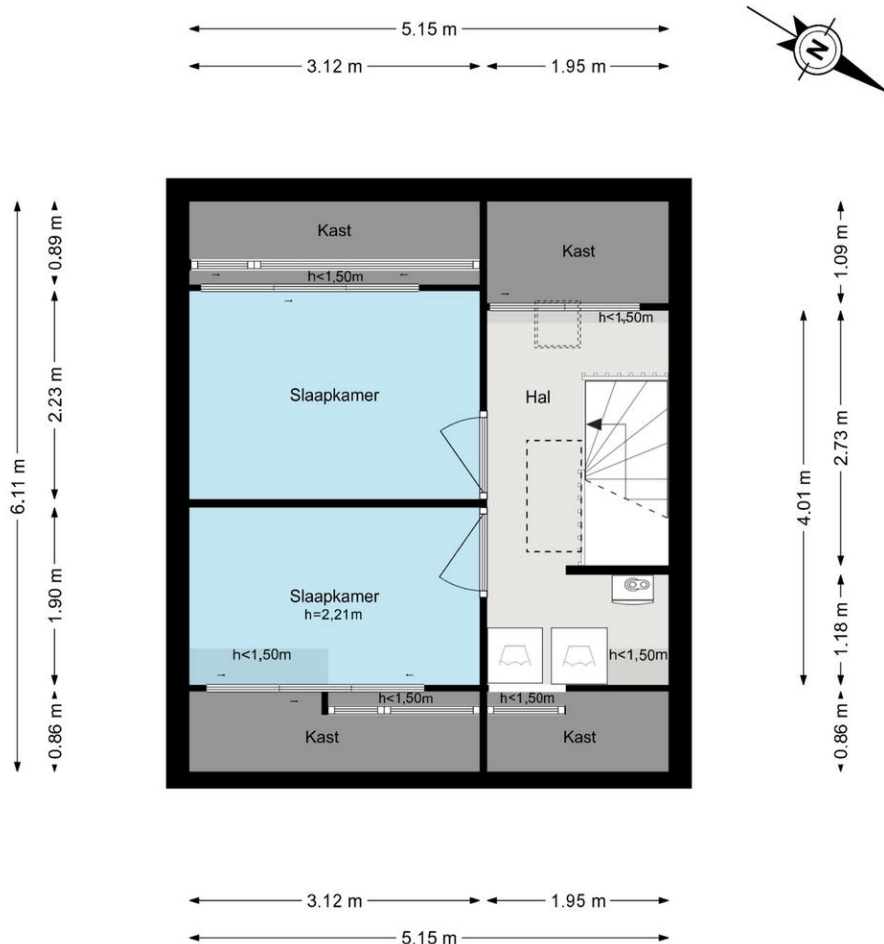 5.15 m
3.12 m
1.95 m
N
0.89 m
2.23 m
1.90 m
0.86 m
6.11 m
Kast
h<1,50m
Kast
h<1,50m
Slaapkamer
Hal
Slaapkamer
h=2,21m
h<1,50m
h<1,50m
h<1,50m
h<1,50m
Kast
Kast
1.09 m
2.73 m
4.01 m
1.18 m
0.86 m
3.12 m
1.95 m
5.15 m